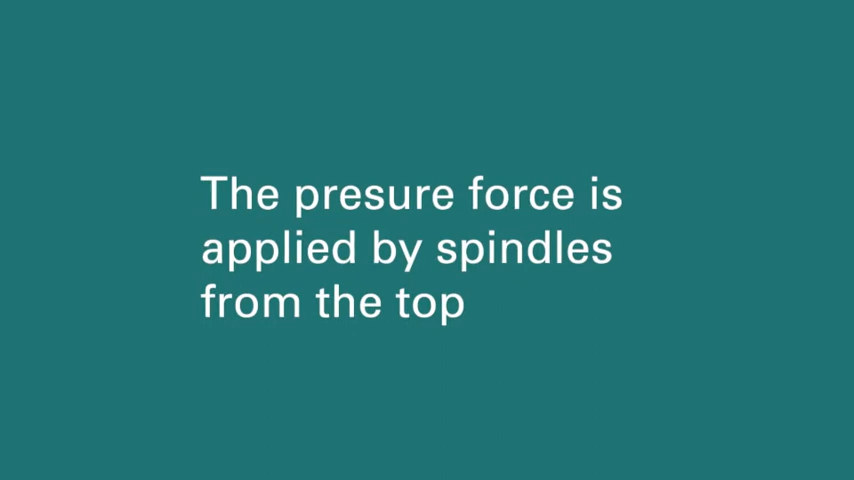 The presure force is
applied by spindles
from the top